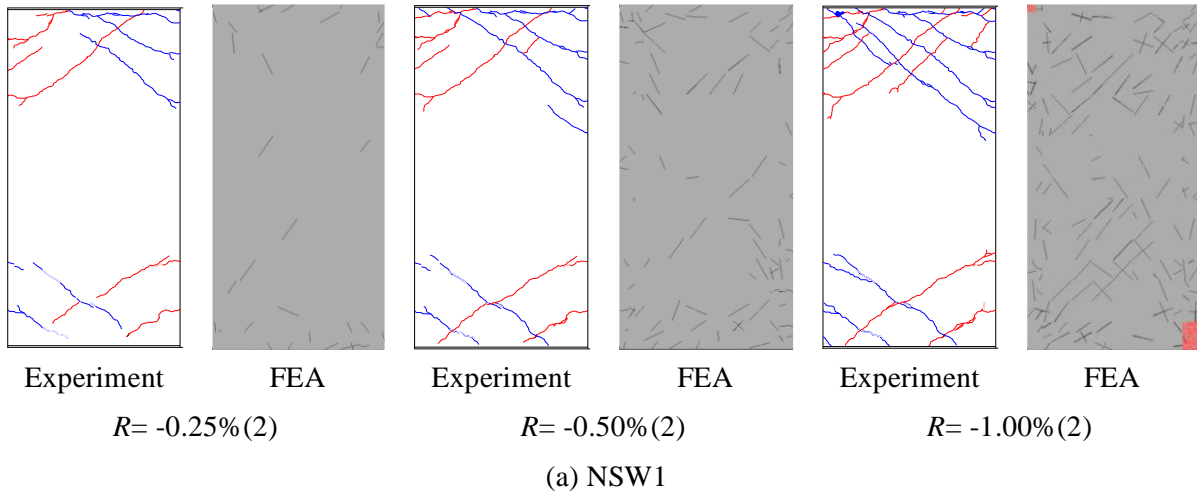 Experiment FEA Experiment FEA Experiment FEA
R= -0.25%(2) R= -0.50%(2) R= -1.00%(2)
(a) NSW1